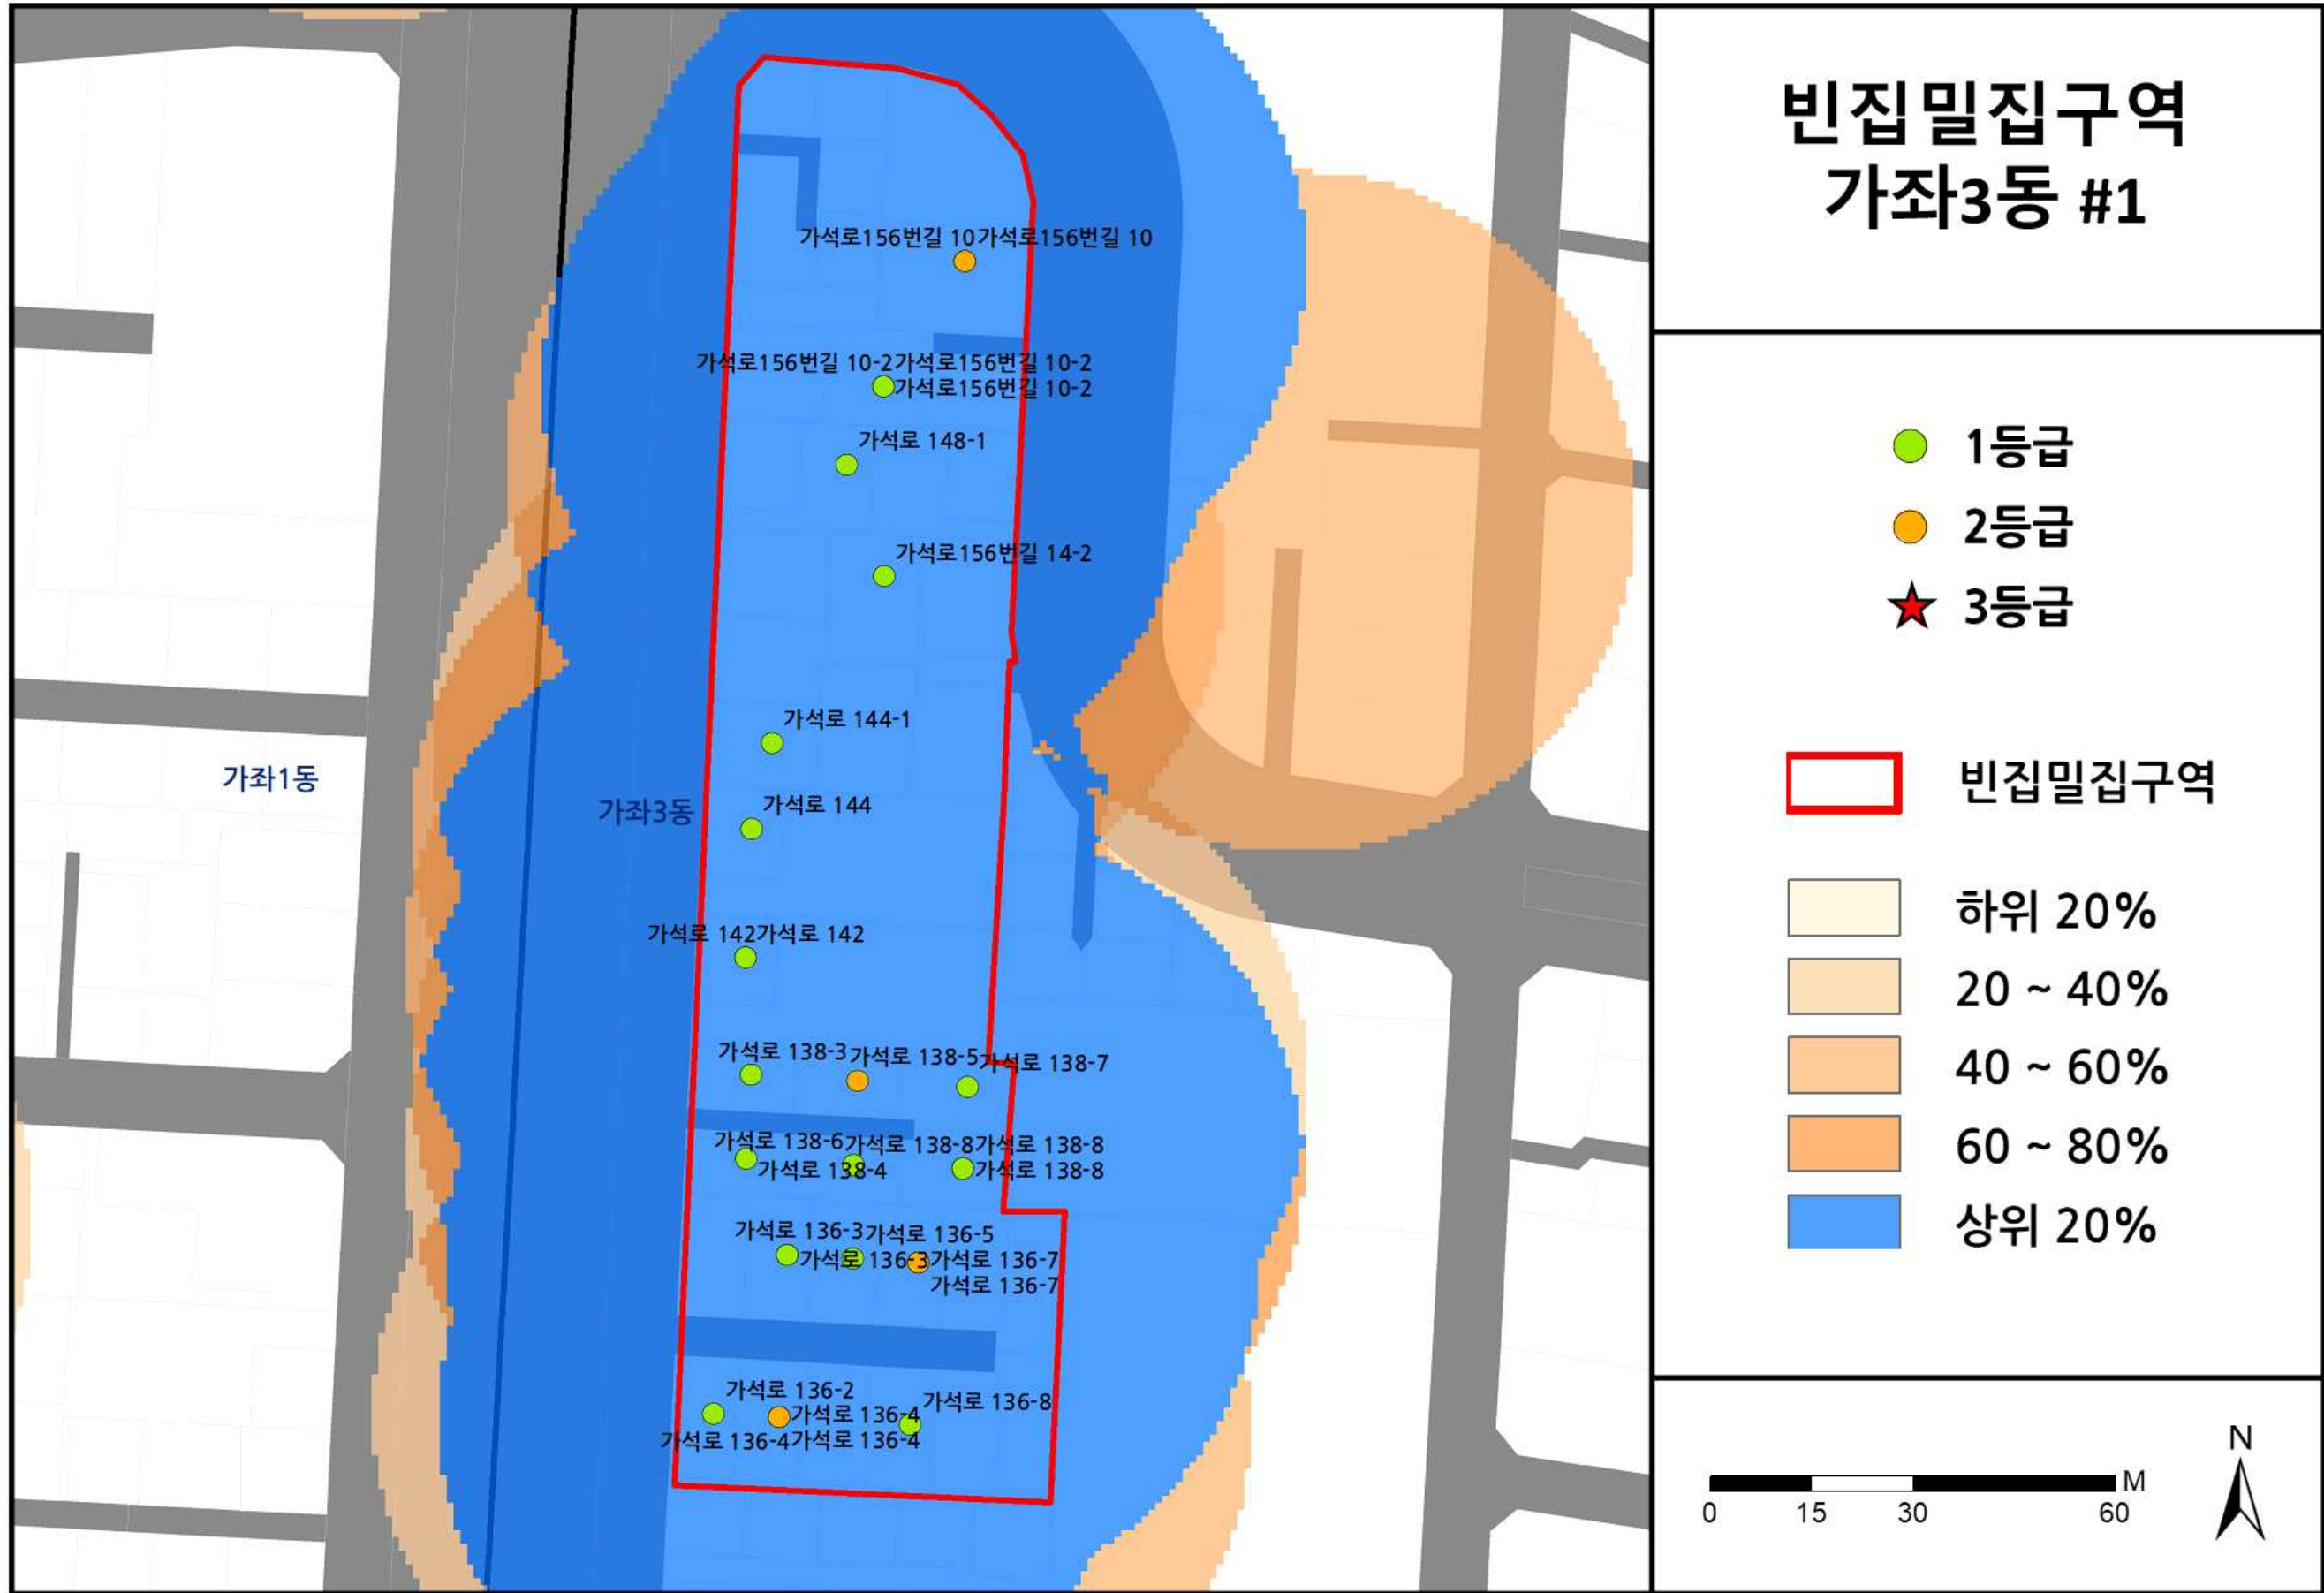 빈집밀집구역
가좌3동 #1
가석로156번길 10가석로156번길 10
가석로156번길 10-2가석로156번길 10-2
가석로156번길 10-2
가석로 148-1
가석로156번길 14-2
가석로 144-1
가좌1동
가좌3동
가석로 144
가석로 142가석로 142
가석로 138-3
가석로 138-5
가석로 138-7
가석로 138-6
가석로 138-8가석로 138-8
가석로 138-4
가석로 138-8
가석로 136-3
가석로 136-5
가석로 136-3
가석로 136-7
가석로 136-7
가석로 136-2
가석로 136-8
가석로 136-4
가석로 136-4가석로 136-4
1등급
2등급
3등급
빈집밀집구역
하위 20%
20 ~ 40%
40 ~ 60%
60 ~ 80%
상위 20%
N
M
0 15 30 60